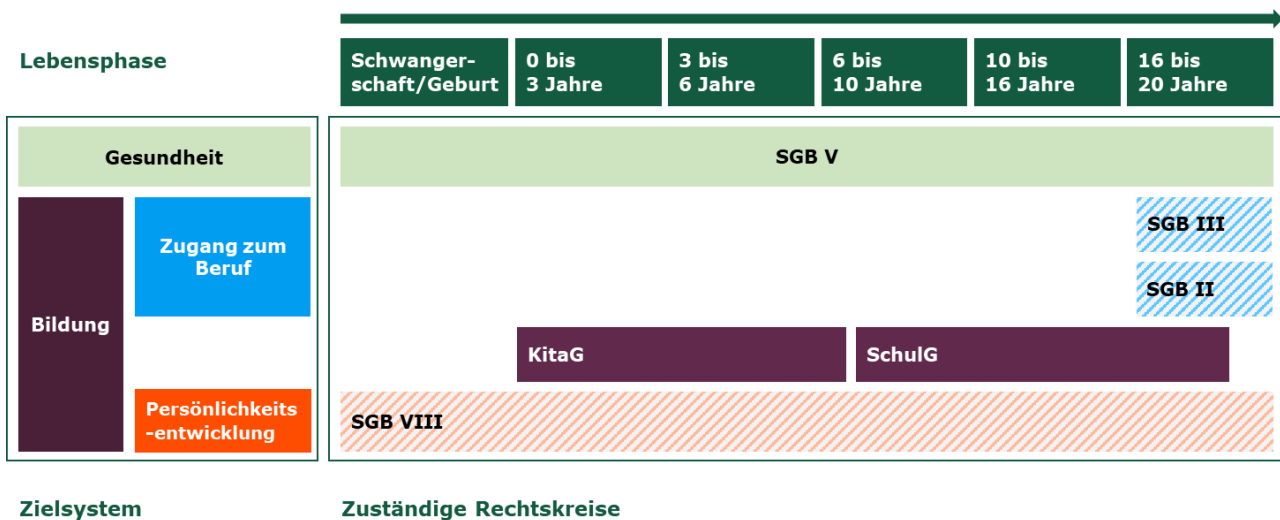 Lebensphase
Schwanger-
schaft/Geburt
0 bis
3 Jahre
3 bis
6 Jahre
6 bis
10 Jahre
10 bis
16 Jahre
16 bis
20 Jahre
Gesundheit
SGB V
Bildung
Zugang zum
Beruf
SGB III
SGB II
KitaG
SchulG
Persönlichkeits
-entwicklung
SGB VIII
Zielsystem
Zuständige Rechtskreise